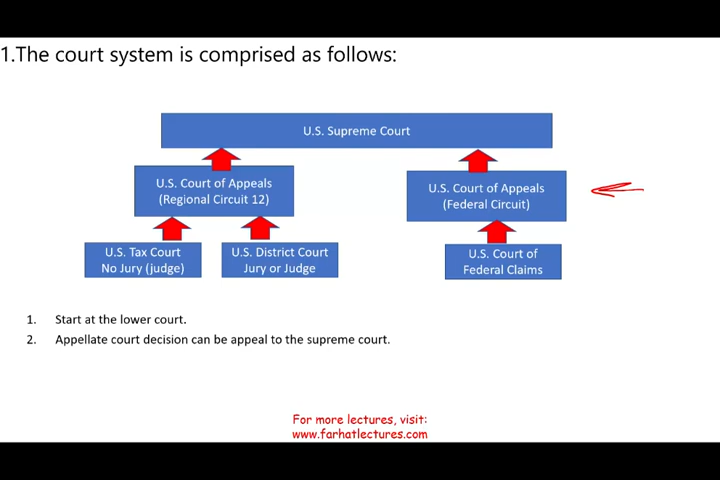 1.The court system is comprised as follows:
U.S. Supreme Court
U.S. Court of Appeals
(Regional Circuit 12)
U.S. Court of Appeals
(Federal Circuit)
U.S. Tax Court
No Jury (judge)
U.S. District Court
Jury or Judge
U.S. Court of
Federal Claims
1. Start at the lower court.
2. Appellate court decision can be appeal to the supreme court.
For more lectures, visit:
www.farhatlectures.com